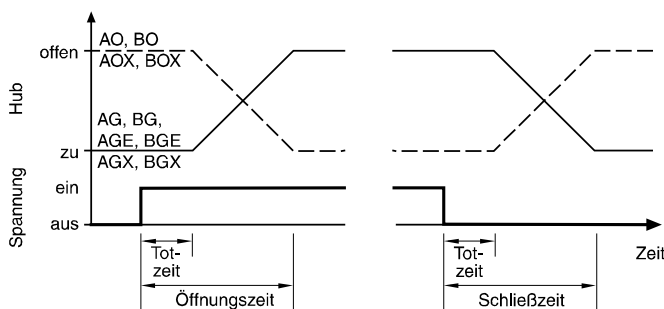 offen
AO, BO
AOX, BOX
Hub
AG, BG,
AGE, BGE
AGX, BGX
zu
Spannung
ein
aus
Zeit
Tot-
zeit
Öffnungszeit
Tot-
zeit
Schließzeit